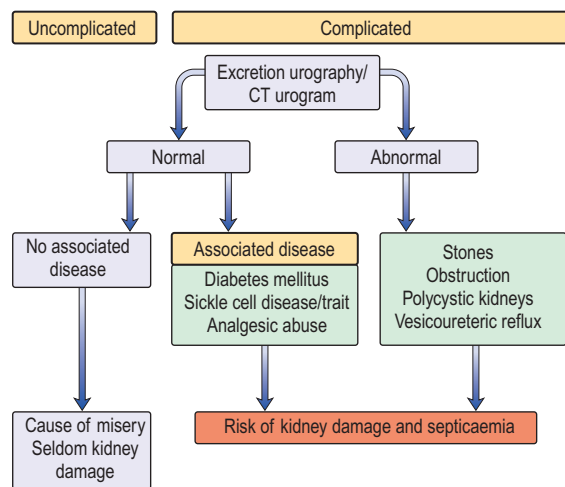 Uncomplicated
Complicated
Excretion urography/
CT urogram
Normal
Abnormal
No associated
disease
Associated disease
Diabetes mellitus
Sickle cell disease/trait
Analgesic abuse
Stones
Obstruction
Polycystic kidneys
Vesicoureteric reflux
Cause of misery
Seldom kidney
damage
Risk of kidney damage and septicaemia